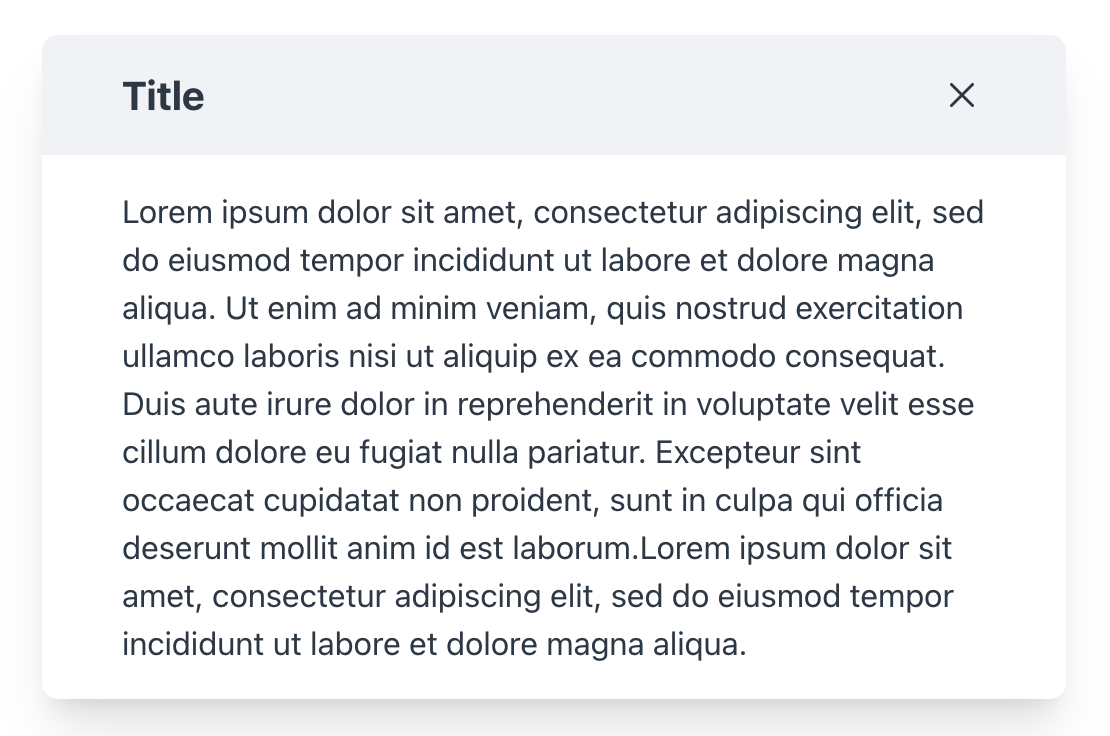 Title
Lorem ipsum dolor sit amet, consectetur adipiscing elit, sed
do eiusmod tempor incididunt ut labore et dolore magna
aliqua. Ut enim ad minim veniam, quis nostrud exercitation
ullamco laboris nisi ut aliquip ex ea commodo consequat.
Duis aute irure dolor in reprehenderit in voluptate velit esse
cillum dolore eu fugiat nulla pariatur. Excepteur sint
occaecat cupidatat non proident, sunt in culpa qui officia
deserunt mollit anim id est laborum.Lorem ipsum dolor sit
amet, consectetur adipiscing elit, sed do eiusmod tempor
incididunt ut labore et dolore magna aliqua.